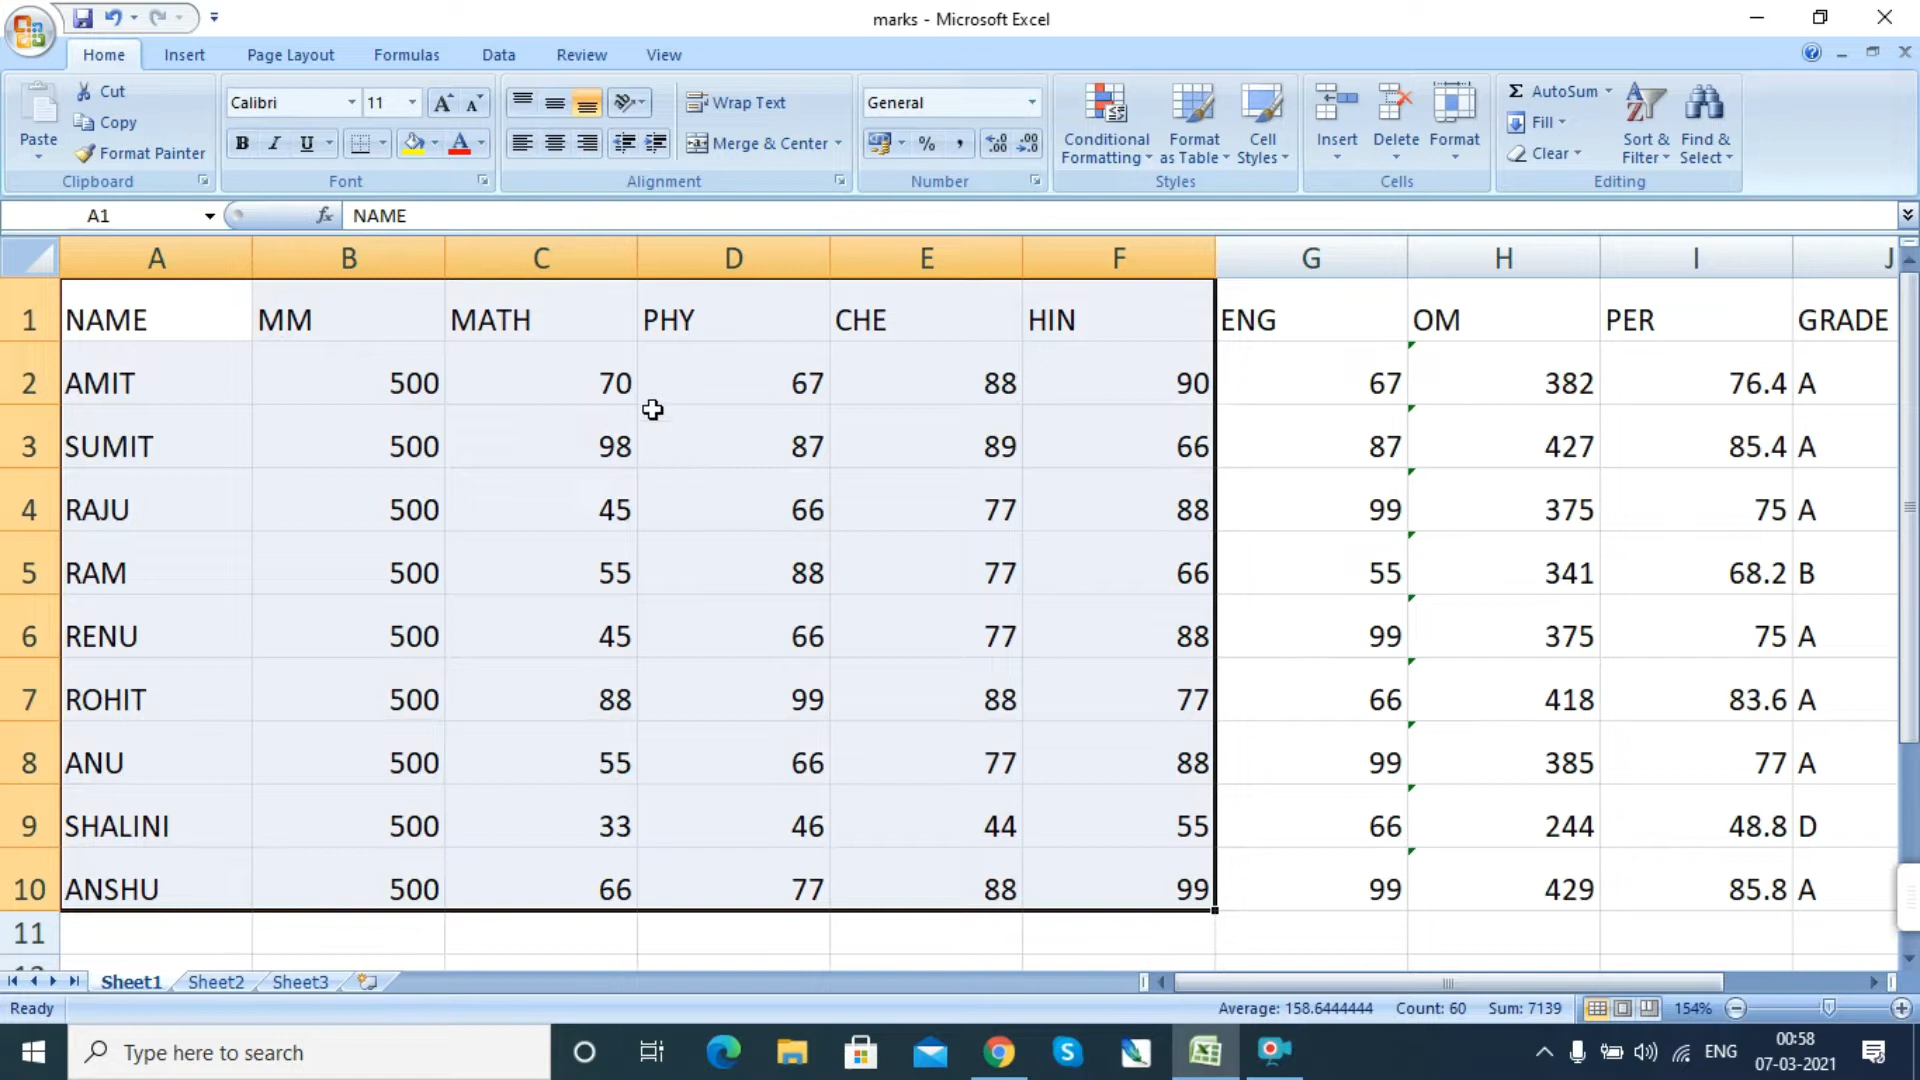 marks - Microsoft Excel
Home Insert Page Layout Formulas Data Review View
Paste Cut Copy Format Painter Clipboard
Calibri 11 B I U Font
Wrap Text Merge & Center Alignment
General % , Number
Conditional Formatting Format as Table Cell Styles Styles
Insert Delete Format Cells
AutoSum Fill Clear Sort & Filter Find & Select Editing
A1 fx NAME
A B C D E F G H I J
1 NAME MM MATH PHY CHE HIN ENG OM PER GRADE
2 AMIT 500 70 67 88 90 67 382 76.4 A
3 SUMIT 500 98 87 89 66 87 427 85.4 A
4 RAJU 500 45 66 77 88 99 375 75 A
5 RAM 500 55 88 77 66 55 341 68.2 B
6 RENU 500 45 66 77 88 99 375 75 A
7 ROHIT 500 88 99 88 77 66 418 83.6 A
8 ANU 500 55 66 77 88 99 385 77 A
9 SHALINI 500 33 46 44 55 66 244 48.8 D
10 ANSHU 500 66 77 88 99 99 429 85.8 A
11
Sheet1 Sheet2 Sheet3
Ready Average: 158.6444444 Count: 60 Sum: 7139 154%
Type here to search ENG 00:58
07-03-2021